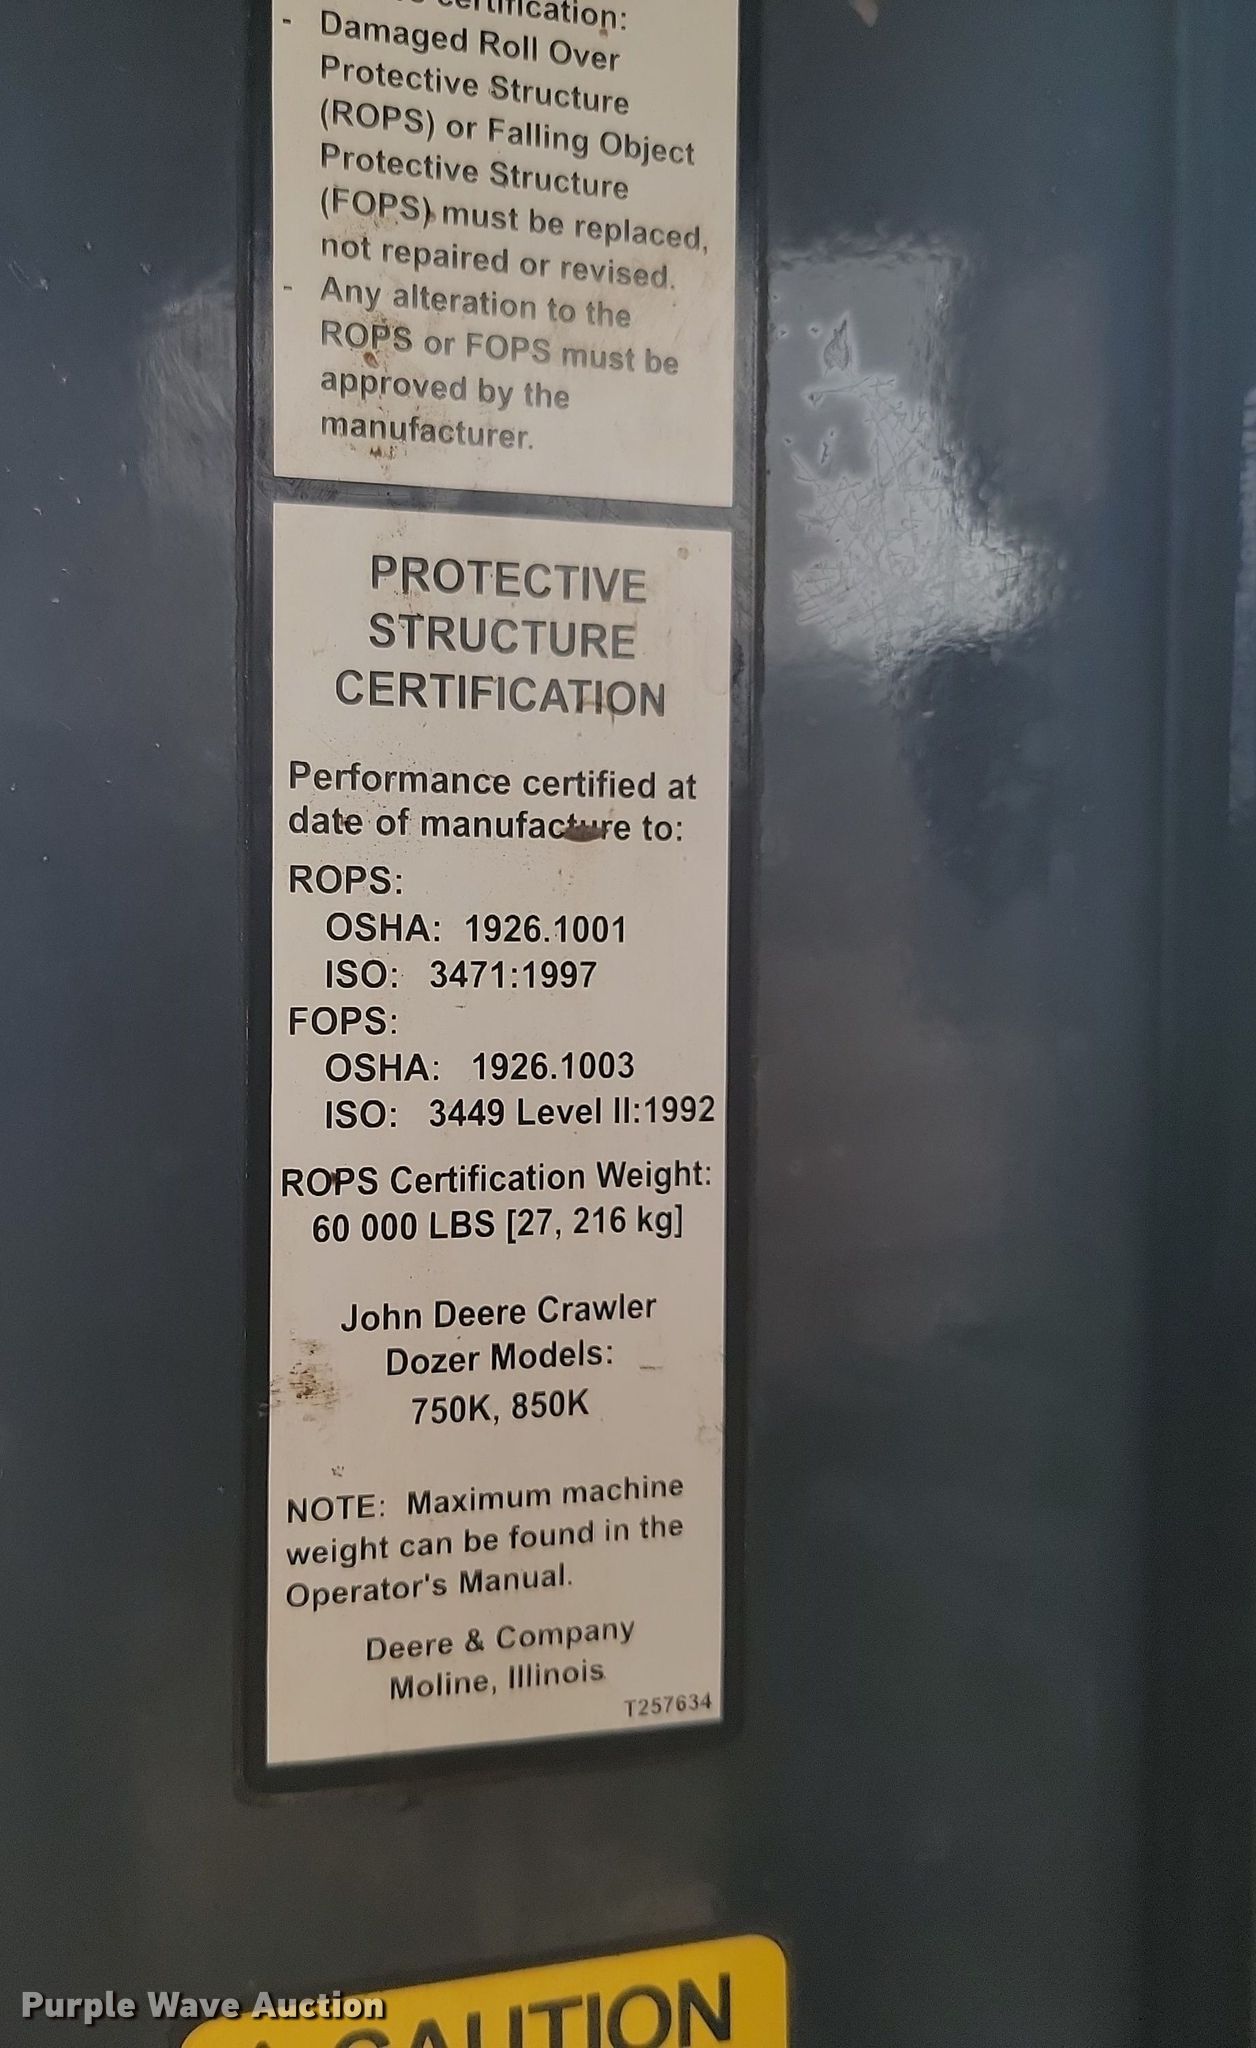 certification:
- Damaged Roll Over
Protective Structure
(ROPS) or Falling Object
Protective Structure
(FOPS) must be replaced,
not repaired or revised.
- Any alteration to the
ROPS or FOPS must be
approved by the
manufacturer.
PROTECTIVE
STRUCTURE
CERTIFICATION
Performance certified at
date of manufacture to:
ROPS:
OSHA: 1926.1001
ISO: 3471:1997
FOPS:
OSHA: 1926.1003
ISO: 3449 Level II:1992
ROPS Certification Weight:
60 000 LBS [27, 216 kg]
John Deere Crawler
Dozer Models:
750K, 850K
NOTE: Maximum machine
weight can be found in the
Operator's Manual.
Deere & Company
Moline, Illinois
T257634
CAUTION
Purple Wave Auction